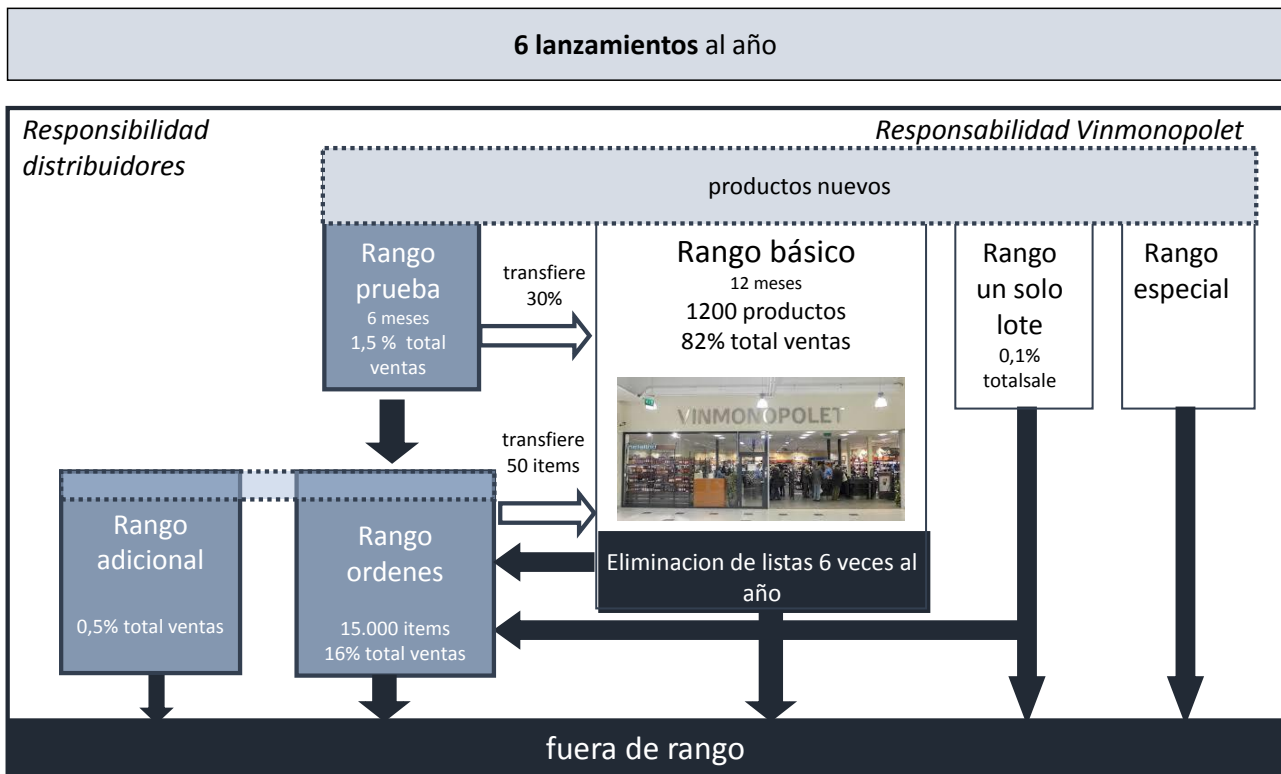 6 lanzamientos al año
Responsibilidad
distribuidores
Responsabilidad Vinmonopolet
productos nuevos
Rango
prueba
6 meses
1,5 % total
ventas
transfiere
30%
Rango básico
12 meses
1200 productos
82% total ventas
VINMONOPOLET
Rango
un solo
lote
0,1%
totalsale
Rango
especial
transfiere
50 items
Rango
adicional
0,5% total ventas
Rango
ordenes
15.000 items
16% total ventas
Eliminacion de listas 6 veces al
año
fuera de rango